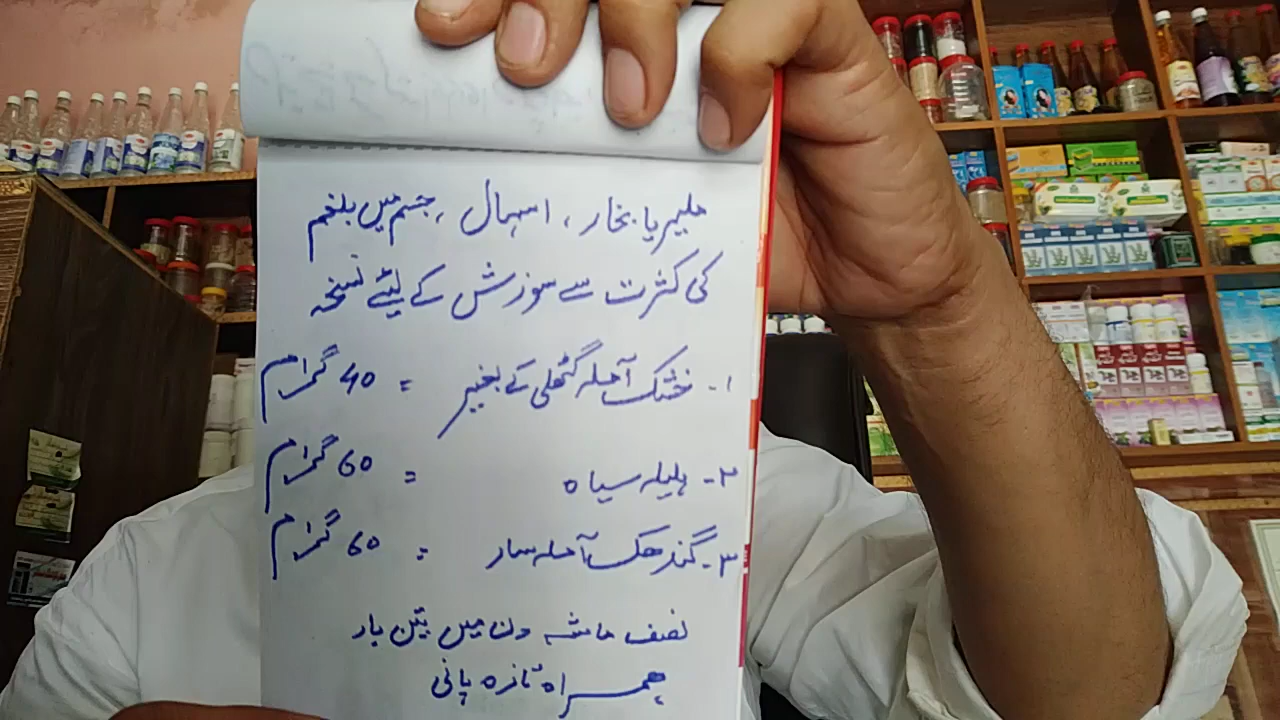 ملیریا بخار، اسہال، جسم میں بلغم
کی کثرت سے سوزش کے لیئے نسخہ
۱- خشک آملہ گٹھلی کے بغیر = 40 گرام
۲- ہلیلہ سیاہ = 60 گرام
۳- گندھک آملہ سار = 60 گرام
نصف ماشہ دن میں تین بار
ہمراہ تازہ پانی